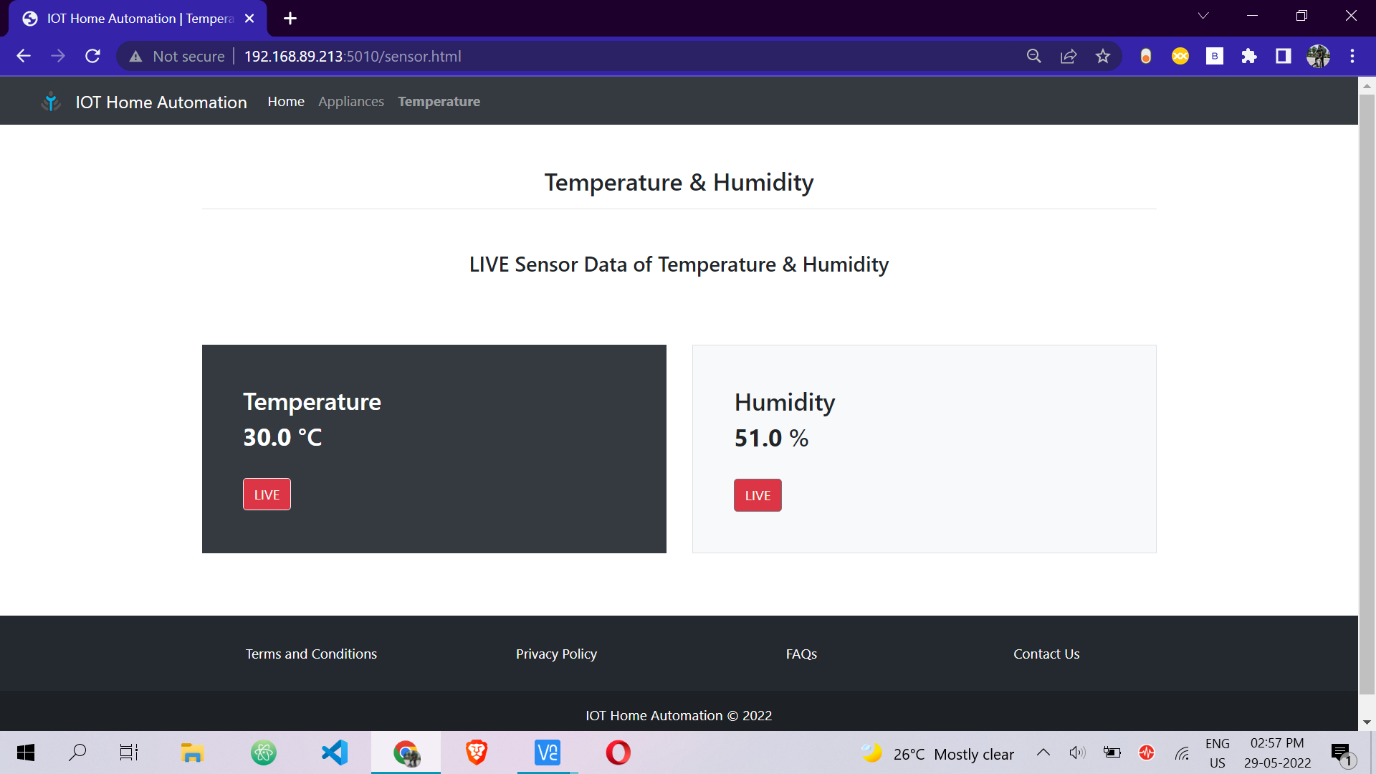 IOT Home Automation | Tempera
Not secure
192.168.89.213:5010/sensor.html
B
IOT Home Automation
Home
Appliances
Temperature
Temperature & Humidity
LIVE Sensor Data of Temperature & Humidity
Temperature
30.0 °C
LIVE
Humidity
51.0 %
LIVE
Terms and Conditions
Privacy Policy
FAQs
Contact Us
IOT Home Automation © 2022
26°C Mostly clear
ENG
US
02:57 PM
29-05-2022
1